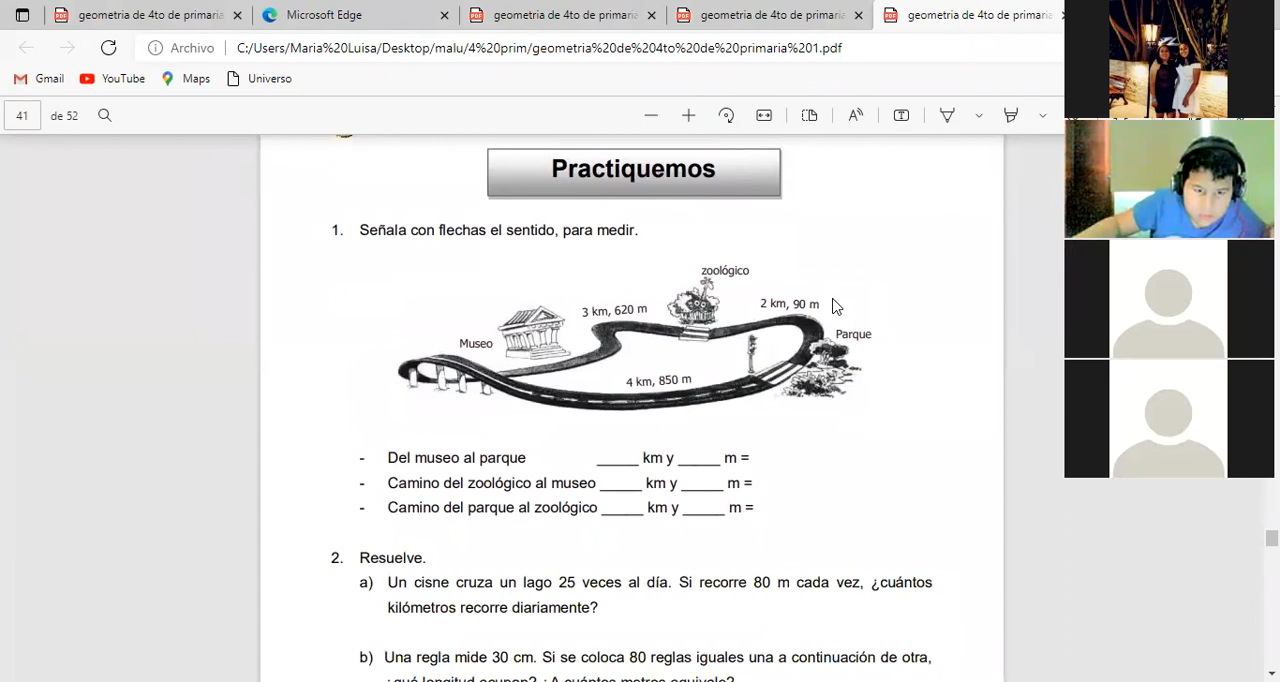 geometria de 4to de primaria
Microsoft Edge
geometria de 4to de primaria
geometria de 4to de primaria
geometria de 4to de primaria
Archivo
C:/Users/Maria%20Luisa/Desktop/malu/4%20prim/geometria%20de%204to%20de%20primaria%201.pdf
Gmail
YouTube
Maps
Universo
41
de 52
Practiquemos
1. Señala con flechas el sentido, para medir.
zoológico
3 km, 620 m
2 km, 90 m
Museo
Parque
4 km, 850 m
- Del museo al parque _____ km y _____ m =
- Camino del zoológico al museo _____ km y _____ m =
- Camino del parque al zoológico _____ km y _____ m =
2. Resuelve.
a) Un cisne cruza un lago 25 veces al día. Si recorre 80 m cada vez, ¿cuántos
kilómetros recorre diariamente?
b) Una regla mide 30 cm. Si se coloca 80 reglas iguales una a continuación de otra,
¿qué longitud ocupan? ¿A cuántos metros equivale?